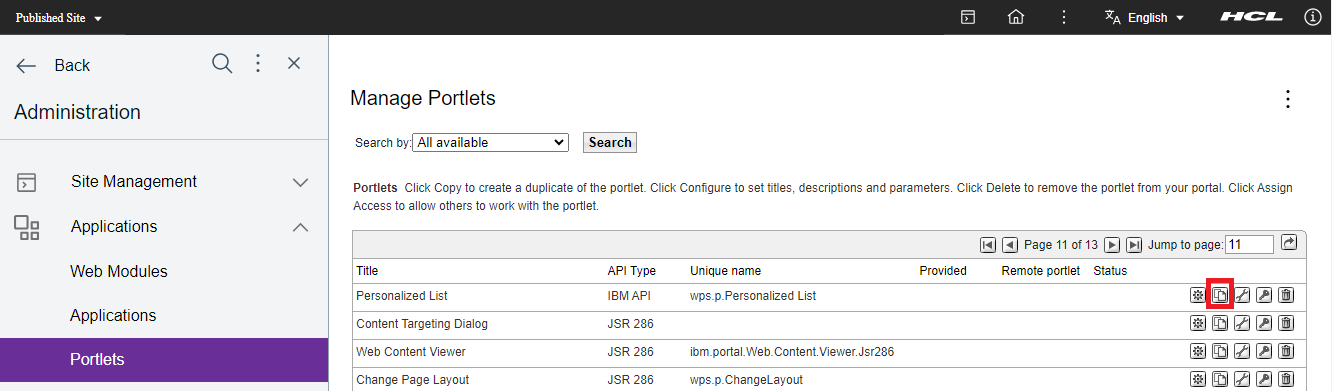 Published Site English HCL
Back
Administration
Site Management
Applications
Web Modules
Applications
Portlets
Manage Portlets
Search by: All available Search
Portlets Click Copy to create a duplicate of the portlet. Click Configure to set titles, descriptions and parameters. Click Delete to remove the portlet from your portal. Click Assign
Access to allow others to work with the portlet.
Page 11 of 13 Jump to page: 11
Title API Type Unique name Provided Remote portlet Status
Personalized List IBM API wps.p.Personalized List
Content Targeting Dialog JSR 286
Web Content Viewer JSR 286 ibm.portal.Web.Content.Viewer.Jsr286
Change Page Layout JSR 286 wps.p.ChangeLayout